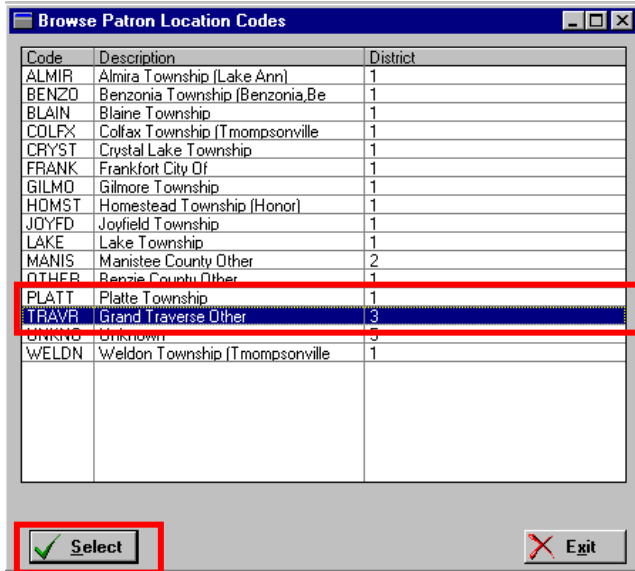 Browse Patron Location Codes
Code Description District
ALMIR Almira Township (Lake Ann) 1
BENZO Benzonia Township (Benzonia,Be 1
BLAIN Blaine Township 1
COLFX Colfax Township (Tmompsonville 1
CRYST Crystal Lake Township 1
FRANK Frankfort City Of 1
GILMO Gilmore Township 1
HOMST Homestead Township (Honor) 1
JOYFD Joyfield Township 1
LAKE Lake Township 1
MANIS Manistee County Other 2
OTHER Benzie County Other 1
PLATT Platte Township 1
TRAVR Grand Traverse Other 3
UNKNO Unknown 5
WELDN Weldon Township (Tmompsonville 1
Select Exit